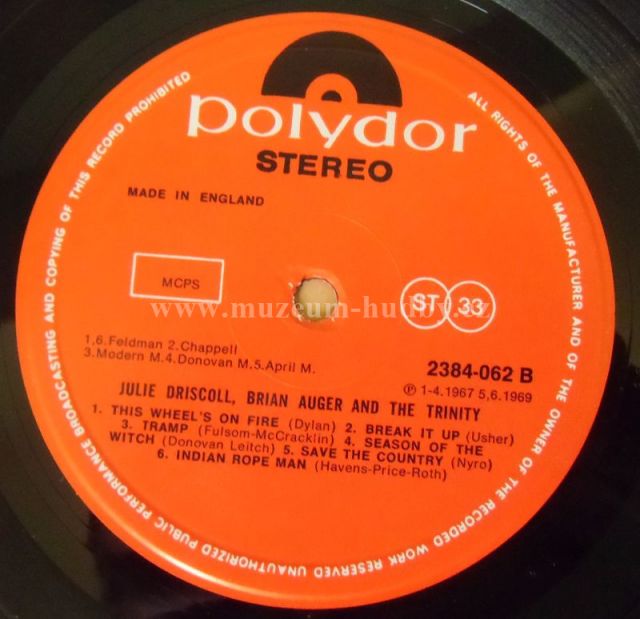 polydor
STEREO
MADE IN ENGLAND
MCPS
ST 33
www.muzeum-hudby.cz
1,6. Feldman 2. Chappell
3. Modern M. 4. Donovan M. 5. April M.
2384-062 B
℗ 1-4. 1967 5,6. 1969
JULIE DRISCOLL, BRIAN AUGER AND THE TRINITY
1. THIS WHEEL'S ON FIRE (Dylan) 2. BREAK IT UP (Usher)
3. TRAMP (Fulsom-McCracklin) 4. SEASON OF THE
WITCH (Donovan Leitch) 5. SAVE THE COUNTRY (Nyro)
6. INDIAN ROPE MAN (Havens-Price-Roth)
ALL RIGHTS OF THE MANUFACTURER AND OF THE OWNER OF THE RECORDED WORK RESERVED UNAUTHORIZED PUBLIC PERFORMANCE BROADCASTING AND COPYING OF THIS RECORD PROHIBITED